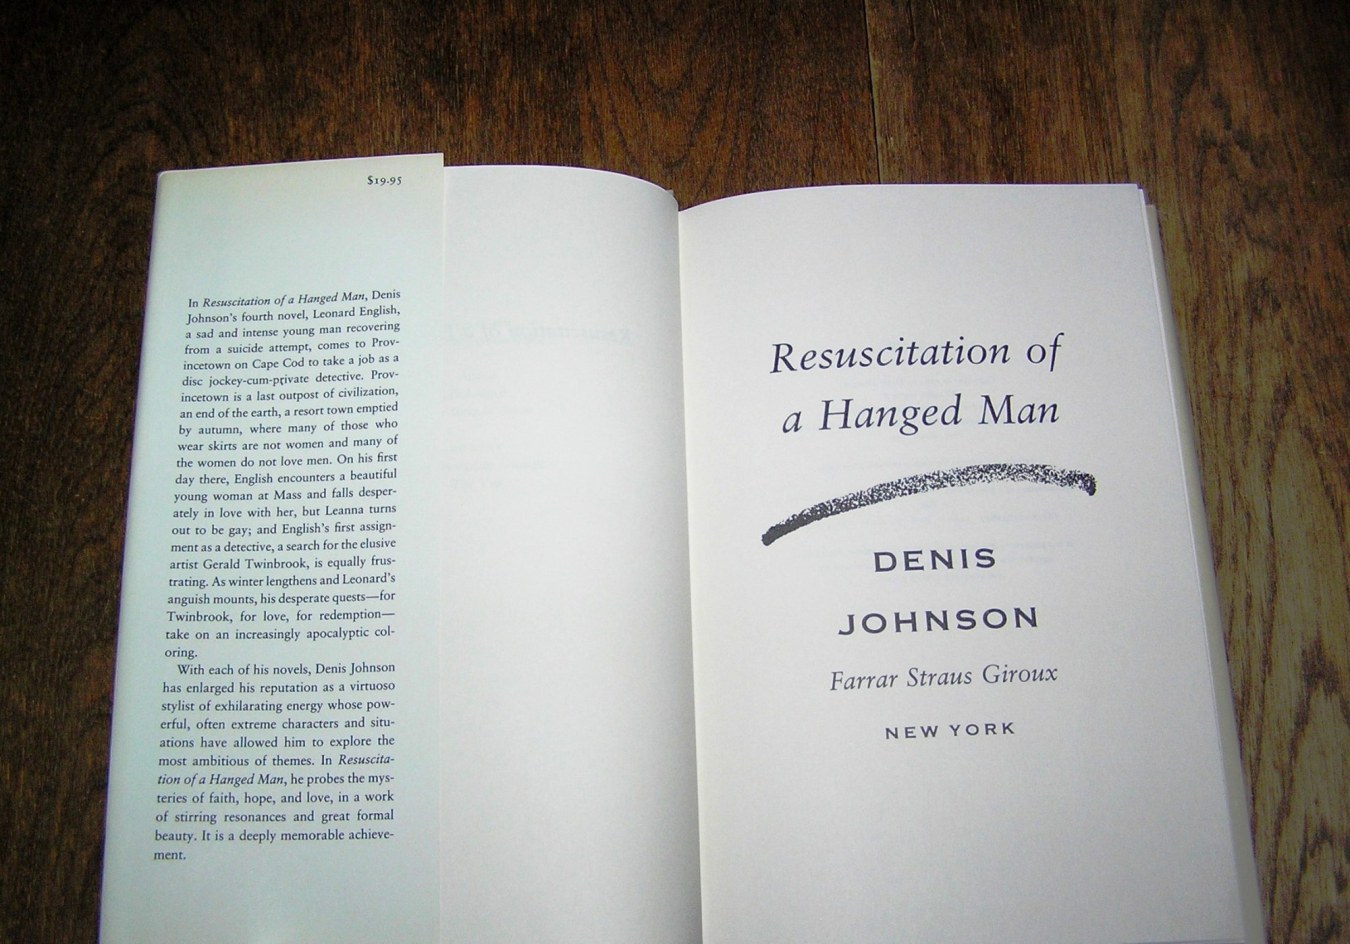 $19.95
In Resuscitation of a Hanged Man, Denis
Johnson's fourth novel, Leonard English,
a sad and intense young man recovering
from a suicide attempt, comes to Prov-
incetown on Cape Cod to take a job as a
disc jockey-cum-private detective. Prov-
incetown is a last outpost of civilization,
an end of the earth, a resort town emptied
by autumn, where many of those who
wear skirts are not women and many of
the women do not love men. On his first
day there, English encounters a beautiful
young woman at Mass and falls desper-
ately in love with her, but Leanna turns
out to be gay; and English's first assign-
ment as a detective, a search for the elusive
artist Gerald Twinbrook, is equally frus-
trating. As winter lengthens and Leonard's
anguish mounts, his desperate quests—for
Twinbrook, for love, for redemption—
take on an increasingly apocalyptic col-
oring.
With each of his novels, Denis Johnson
has enlarged his reputation as a virtuoso
stylist of exhilarating energy whose pow-
erful, often extreme characters and situ-
ations have allowed him to explore the
most ambitious of themes. In Resuscita-
tion of a Hanged Man, he probes the mys-
teries of faith, hope, and love, in a work
of stirring resonances and great formal
beauty. It is a deeply memorable achieve-
ment.
Resuscitation of
a Hanged Man
DENIS
JOHNSON
Farrar Straus Giroux
NEW YORK